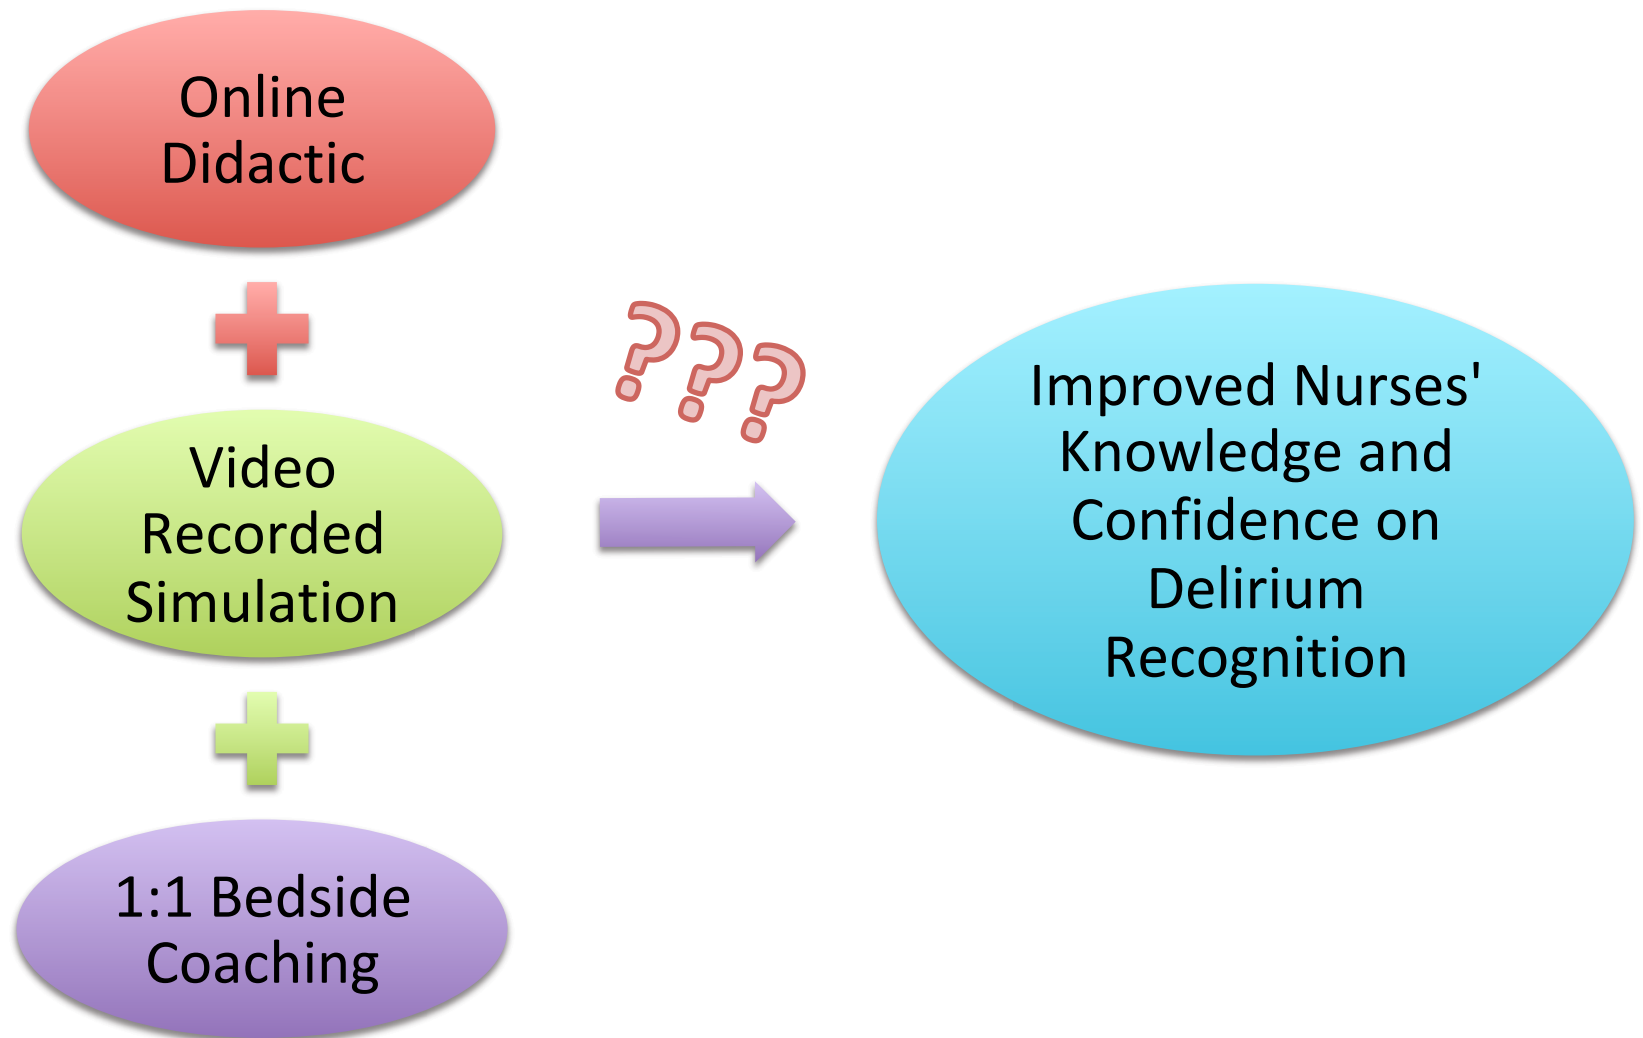 Online
Didactic
Video
Recorded
Simulation
1:1 Bedside
Coaching
???
Improved Nurses'
Knowledge and
Confidence on
Delirium
Recognition